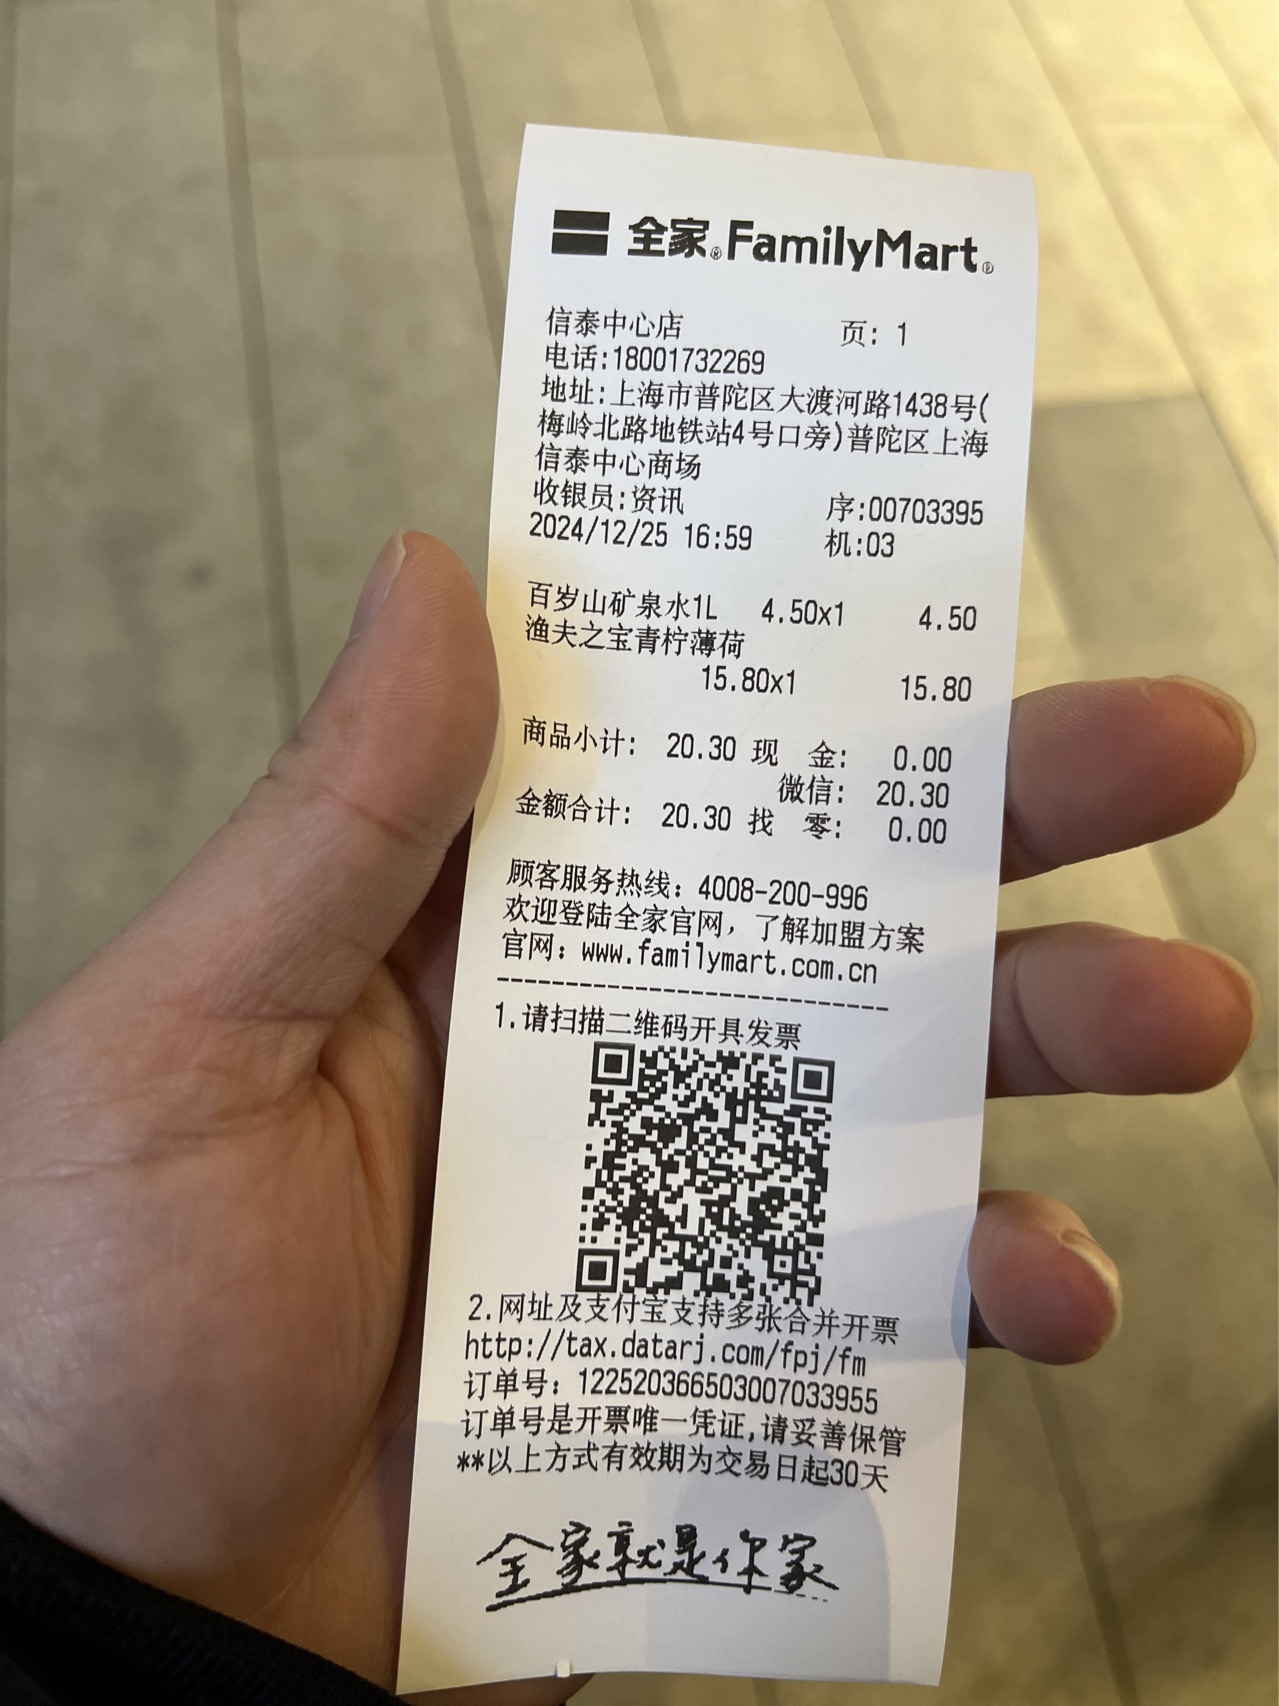 全家®FamilyMart®
信泰中心店 页: 1
电话:18001732269
地址:上海市普陀区大渡河路1438号(
梅岭北路地铁站4号口旁)普陀区上海
信泰中心商场
收银员:资讯 序:00703395
2024/12/25 16:59 机:03
百岁山矿泉水1L 4.50x1 4.50
渔夫之宝青柠薄荷
15.80x1 15.80
商品小计: 20.30 现 金: 0.00
微信: 20.30
金额合计: 20.30 找 零: 0.00
顾客服务热线: 4008-200-996
欢迎登陆全家官网, 了解加盟方案
官网: www.familymart.com.cn
----------------------------
1.请扫描二维码开具发票
2.网址及支付宝支持多张合并开票
http://tax.datarj.com/fpj/fm
订单号: 122520366503007033955
订单号是开票唯一凭证,请妥善保管
**以上方式有效期为交易日起30天
全家就是你家